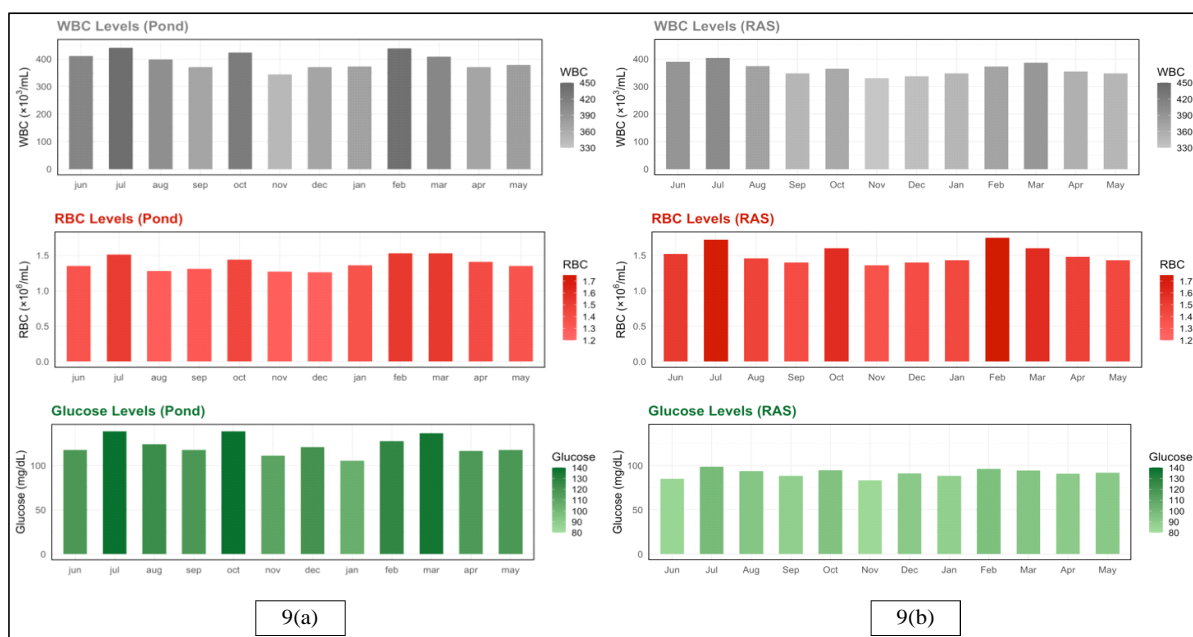 WBC Levels (Pond)
WBC (×10³/mL)
400
300
200
100
0
jun jul aug sep oct nov dec jan feb mar apr may
WBC
450
420
390
360
330
RBC Levels (Pond)
RBC (×10⁶/mL)
1.5
1.0
0.5
0.0
jun jul aug sep oct nov dec jan feb mar apr may
RBC
1.7
1.6
1.5
1.4
1.3
1.2
Glucose Levels (Pond)
Glucose (mg/dL)
100
50
0
jun jul aug sep oct nov dec jan feb mar apr may
Glucose
140
130
120
110
100
90
80
9(a)
WBC Levels (RAS)
WBC (×10³/mL)
400
300
200
100
0
Jun Jul Aug Sep Oct Nov Dec Jan Feb Mar Apr May
WBC
450
420
390
360
330
RBC Levels (RAS)
RBC (×10⁶/mL)
1.5
1.0
0.5
0.0
Jun Jul Aug Sep Oct Nov Dec Jan Feb Mar Apr May
RBC
1.7
1.6
1.5
1.4
1.3
1.2
Glucose Levels (RAS)
Glucose (mg/dL)
100
50
0
Jun Jul Aug Sep Oct Nov Dec Jan Feb Mar Apr May
Glucose
140
130
120
110
100
90
80
9(b)